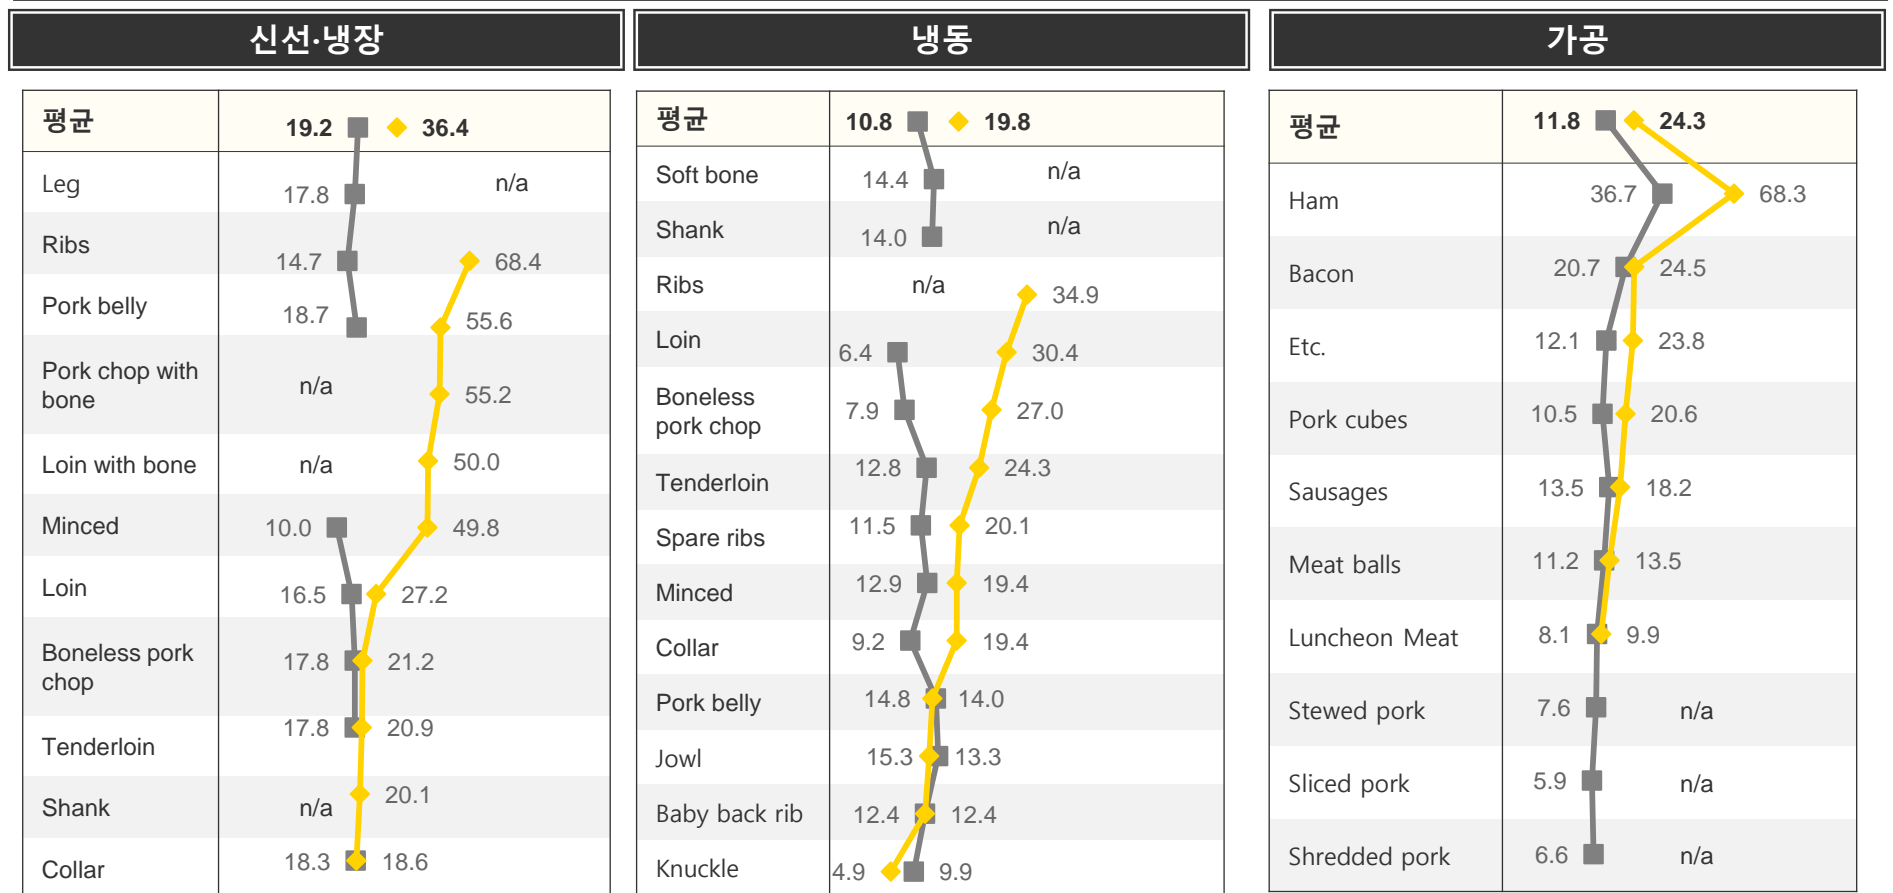 신선·냉장
평균 19.2 36.4
Leg 17.8 n/a
Ribs 14.7 68.4
Pork belly 18.7 55.6
Pork chop with
bone n/a 55.2
Loin with bone n/a 50.0
Minced 10.0 49.8
Loin 16.5 27.2
Boneless pork
chop 17.8 21.2
Tenderloin 17.8 20.9
Shank n/a 20.1
Collar 18.3 18.6
냉동
평균 10.8 19.8
Soft bone 14.4 n/a
Shank 14.0 n/a
Ribs n/a 34.9
Loin 6.4 30.4
Boneless
pork chop 7.9 27.0
Tenderloin 12.8 24.3
Spare ribs 11.5 20.1
Minced 12.9 19.4
Collar 9.2 19.4
Pork belly 14.8 14.0
Jowl 15.3 13.3
Baby back rib 12.4 12.4
Knuckle 4.9 9.9
가공
평균 11.8 24.3
Ham 36.7 68.3
Bacon 20.7 24.5
Etc. 12.1 23.8
Pork cubes 10.5 20.6
Sausages 13.5 18.2
Meat balls 11.2 13.5
Luncheon Meat 8.1 9.9
Stewed pork 7.6 n/a
Sliced pork 5.9 n/a
Shredded pork 6.6 n/a